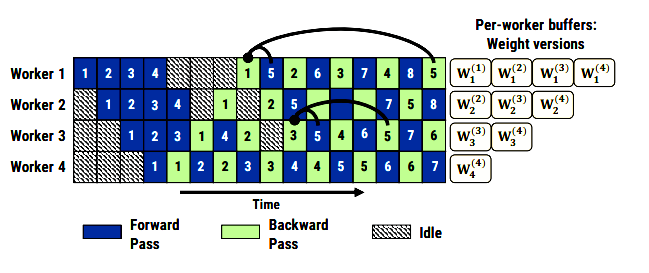 Per-worker buffers:
Weight versions
Worker 1 1 2 3 4 1 5 2 6 3 7 4 8 5 W₁⁽¹⁾ W₁⁽²⁾ W₁⁽³⁾ W₁⁽⁴⁾
Worker 2 1 2 3 4 1 2 5 7 5 8 W₂⁽²⁾ W₂⁽³⁾ W₂⁽⁴⁾
Worker 3 1 2 3 1 4 2 3 5 4 6 5 7 6 W₃⁽³⁾ W₃⁽⁴⁾
Worker 4 1 1 2 2 3 3 4 4 5 5 6 6 7 W₄⁽⁴⁾
Time
Forward Pass
Backward Pass
Idle